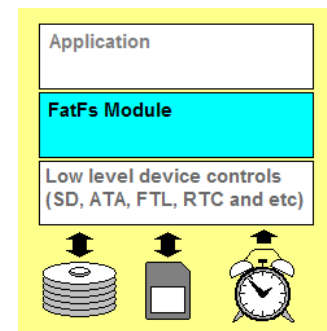 Application
FatFs Module
Low level device controls
(SD, ATA, FTL, RTC and etc)